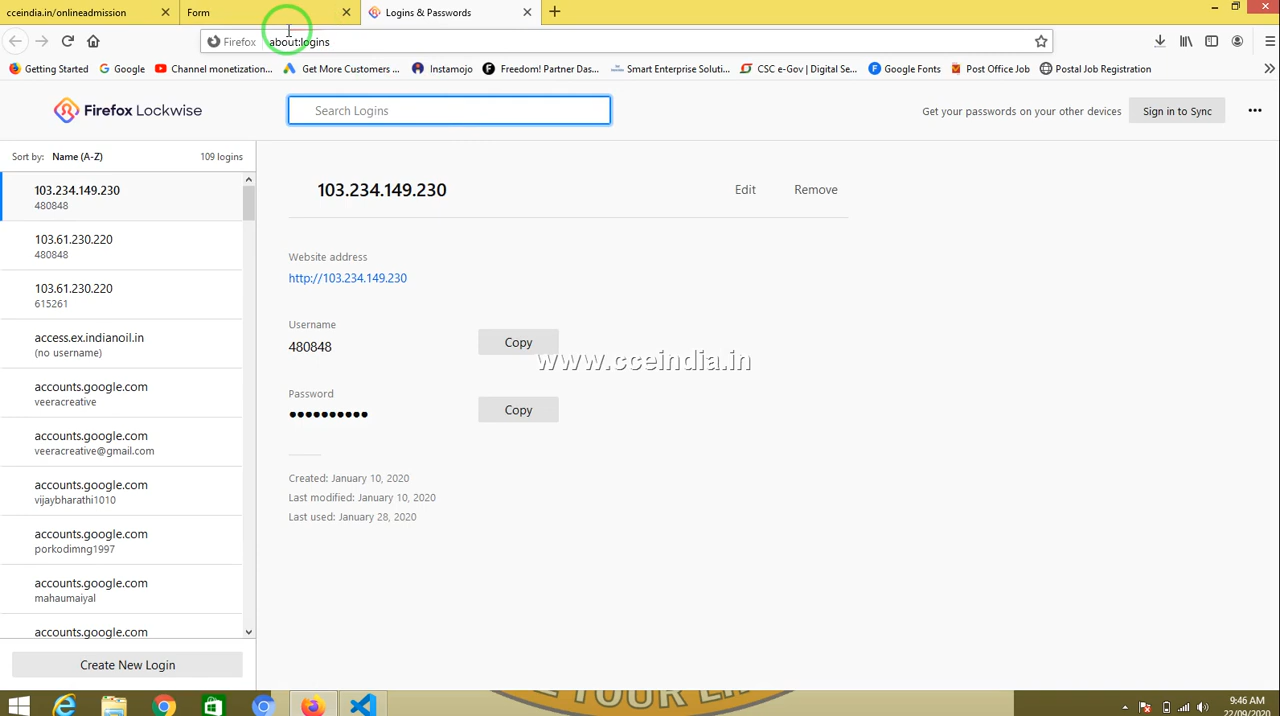 cceindia.in/onlineadmission
Form
Logins & Passwords
Firefox about:logins
Getting Started Google Channel monetization... Get More Customers ... Instamojo Freedom! Partner Das... Smart Enterprise Soluti... CSC e-Gov | Digital Se... Google Fonts Post Office Job Postal Job Registration
Firefox Lockwise
Search Logins
Get your passwords on your other devices
Sign in to Sync
Sort by: Name (A-Z) 109 logins
103.234.149.230
480848
103.61.230.220
480848
103.61.230.220
615261
access.ex.indianoil.in
(no username)
accounts.google.com
veeracreative
accounts.google.com
veeracreative@gmail.com
accounts.google.com
vijaybharathi1010
accounts.google.com
porkodimng1997
accounts.google.com
mahaumaiyal
accounts.google.com
Create New Login
103.234.149.230
Edit Remove
Website address
http://103.234.149.230
Username
480848
Copy
www.cceindia.in
Password
●●●●●●●●●●
Copy
Created: January 10, 2020
Last modified: January 10, 2020
Last used: January 28, 2020
9:46 AM
22/09/2020